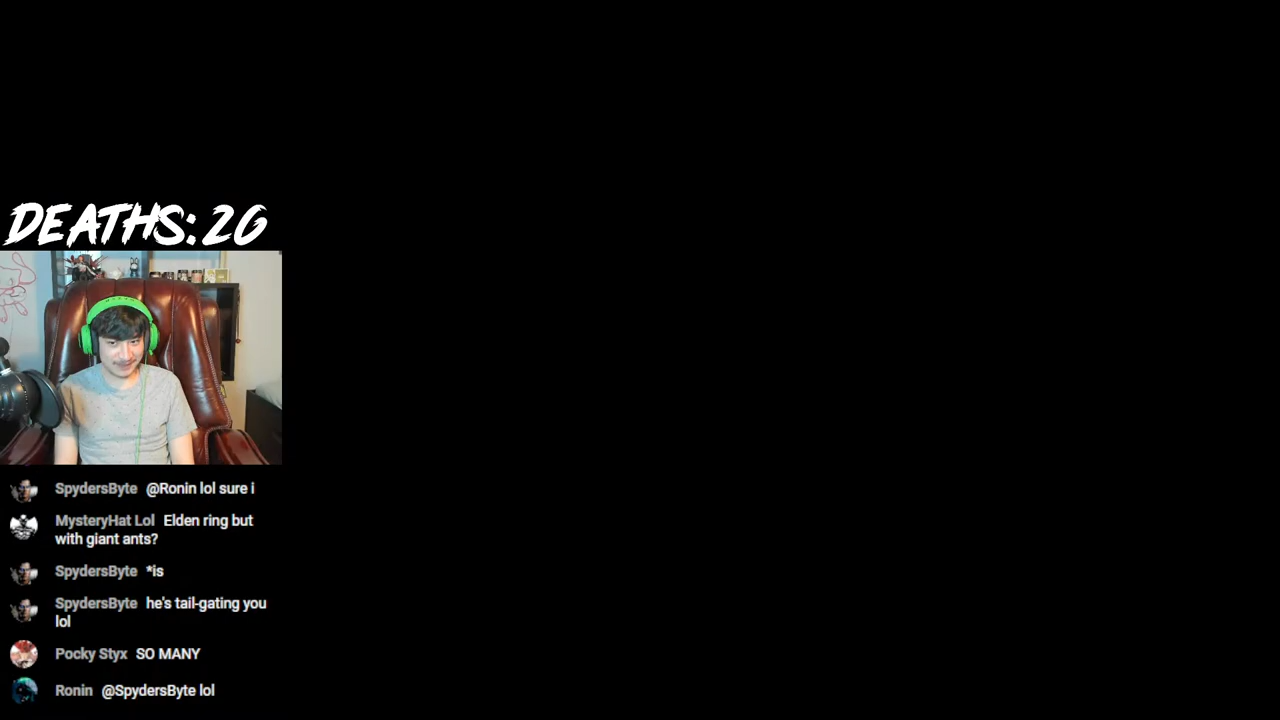 DEATHS: 26
SpydersByte @Ronin lol sure i
MysteryHat Lol Elden ring but
with giant ants?
SpydersByte *is
SpydersByte he's tail-gating you
lol
Pocky Styx SO MANY
Ronin @SpydersByte lol